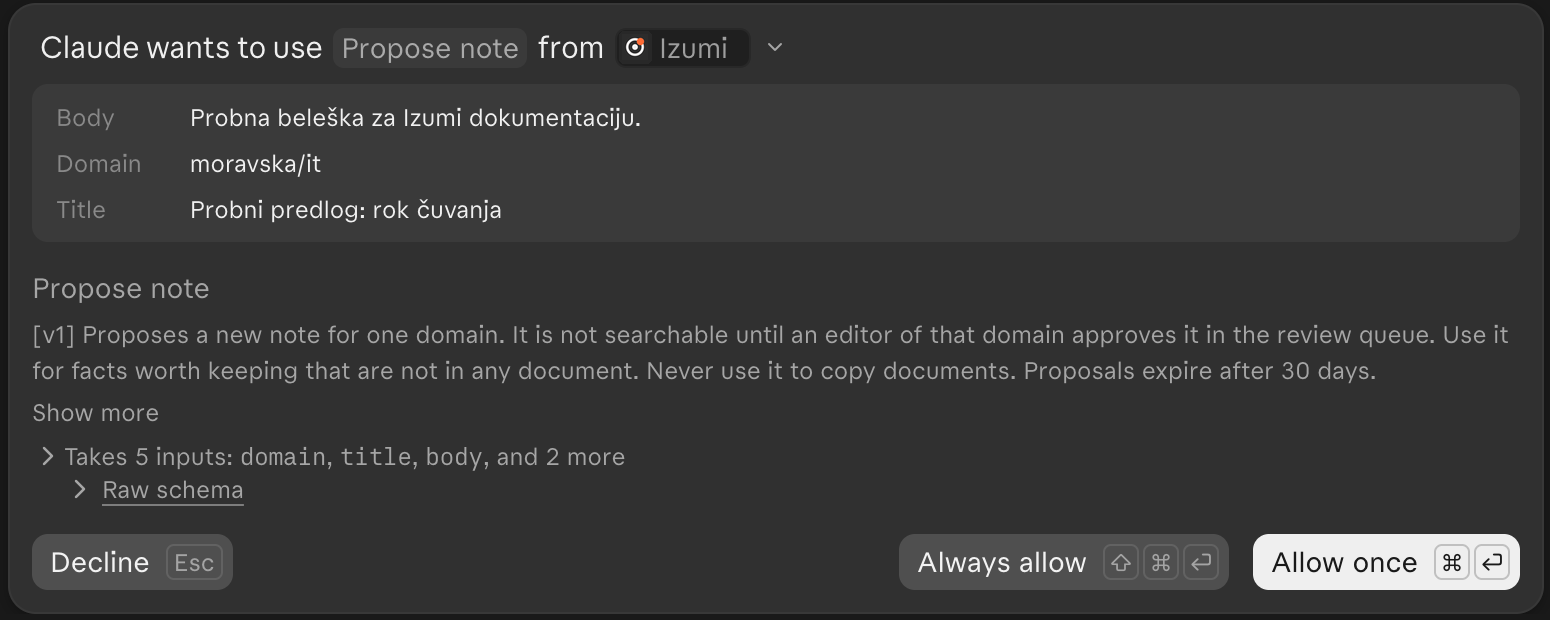 Claude wants to use Propose note from Izumi
Body Probna beleška za Izumi dokumentaciju.
Domain moravska/it
Title Probni predlog: rok čuvanja
Propose note
[v1] Proposes a new note for one domain. It is not searchable until an editor of that domain approves it in the review queue. Use it
for facts worth keeping that are not in any document. Never use it to copy documents. Proposals expire after 30 days.
Show more
Takes 5 inputs: domain, title, body, and 2 more
Raw schema
Decline Esc Always allow ⇧ ⌘ ↵ Allow once ⌘ ↵